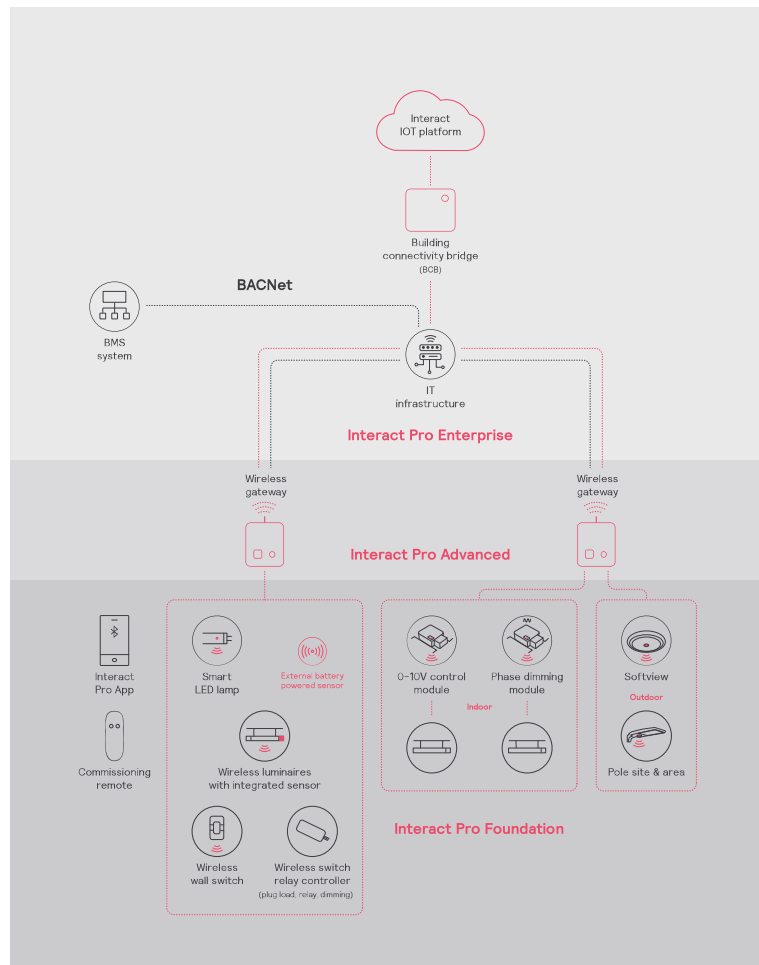 Interact
IOT platform
Building
connectivity bridge
(BCB)
BACNet
BMS
system
IT
infrastructure
Interact Pro Enterprise
Wireless
gateway
Wireless
gateway
Interact Pro Advanced
Interact
Pro App
Smart
LED lamp
External battery
powered sensor
0-10V control
module
Phase dimming
module
Indoor
Softview
Outdoor
Commissioning
remote
Wireless luminaires
with integrated sensor
Pole site & area
Interact Pro Foundation
Wireless
wall switch
Wireless switch
relay controller
(plug load, relay, dimming)